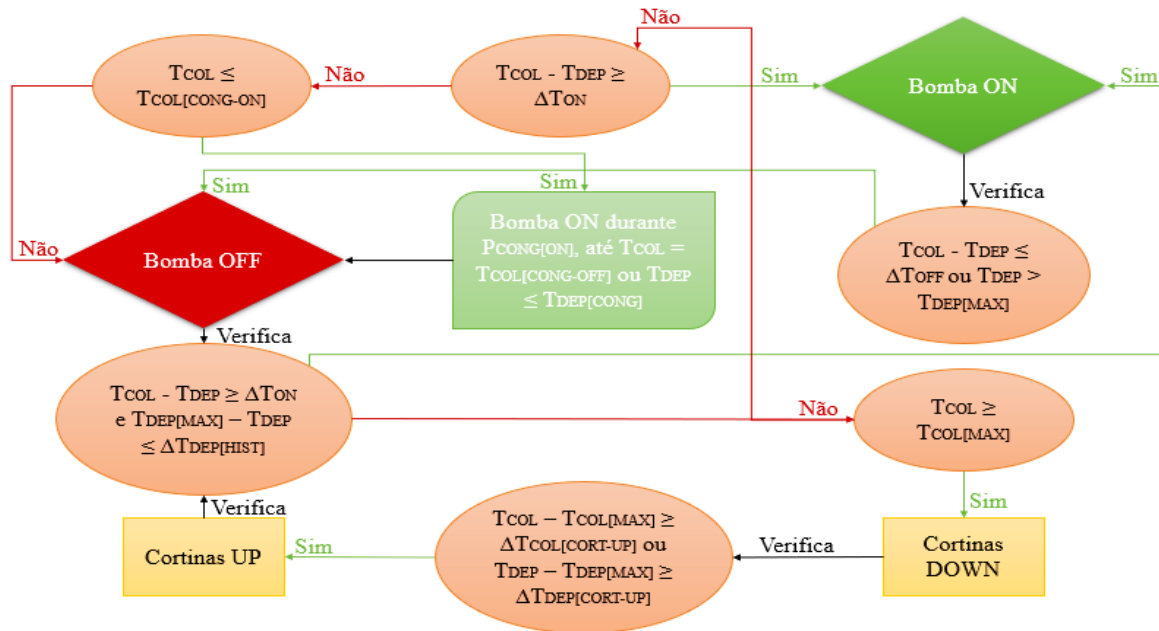 Não
TCOL ≤
TCOL[CONG-ON]
Não
TCOL - TDEP ≥
ΔTON
Sim
Bomba ON
Sim
Sim
Sim
Verifica
Não
Bomba OFF
Bomba ON durante
PCONG[ON], até TCOL =
TCOL[CONG-OFF] ou TDEP
≤ TDEP[CONG]
TCOL - TDEP ≤
ΔTOFF ou TDEP >
TDEP[MAX]
Verifica
TCOL - TDEP ≥ ΔTON
e TDEP[MAX] – TDEP
≤ ΔTDEP[HIST]
Não
TCOL ≥
TCOL[MAX]
Verifica
Sim
Cortinas UP
Sim
TCOL – TCOL[MAX] ≥
ΔTCOL[CORT-UP] ou
TDEP – TDEP[MAX] ≥
ΔTDEP[CORT-UP]
Verifica
Cortinas
DOWN